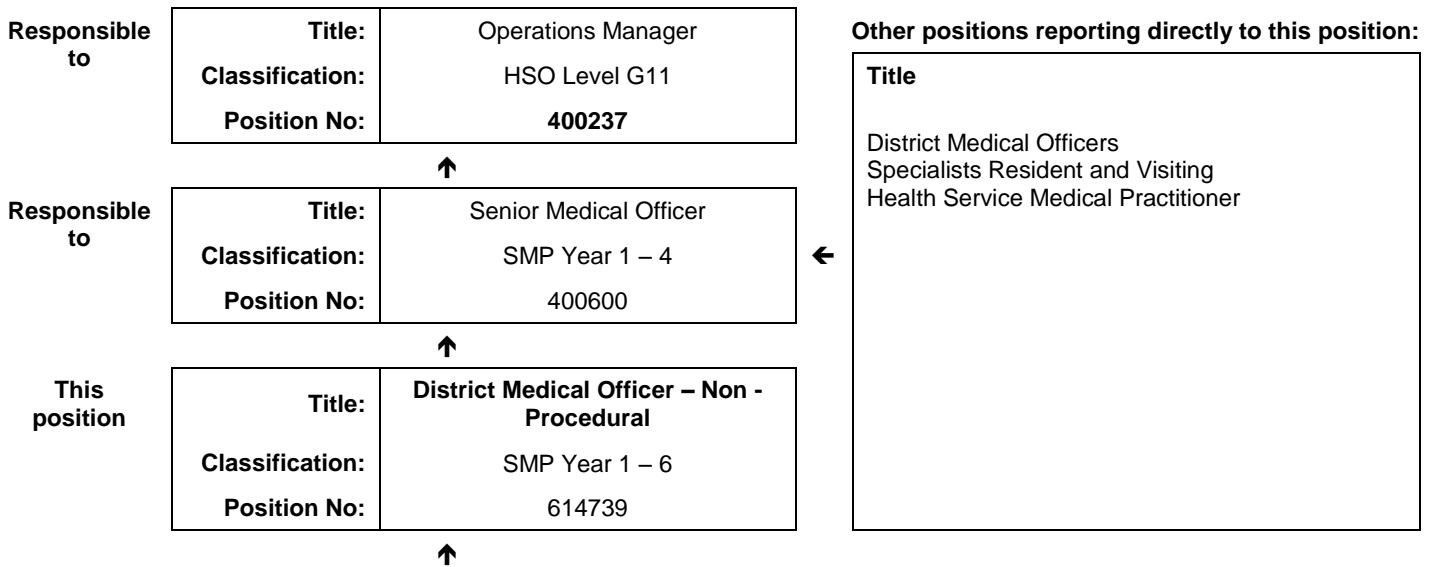 Responsible to
Title: Operations Manager
Classification: HSO Level G11
Position No: 400237
↑
Responsible to
Title: Senior Medical Officer
Classification: SMP Year 1 – 4
Position No: 400600
↑
This position
Title: District Medical Officer – Non -
Procedural
Classification: SMP Year 1 – 6
Position No: 614739
↑
Other positions reporting directly to this position:
←
Title
District Medical Officers
Specialists Resident and Visiting
Health Service Medical Practitioner